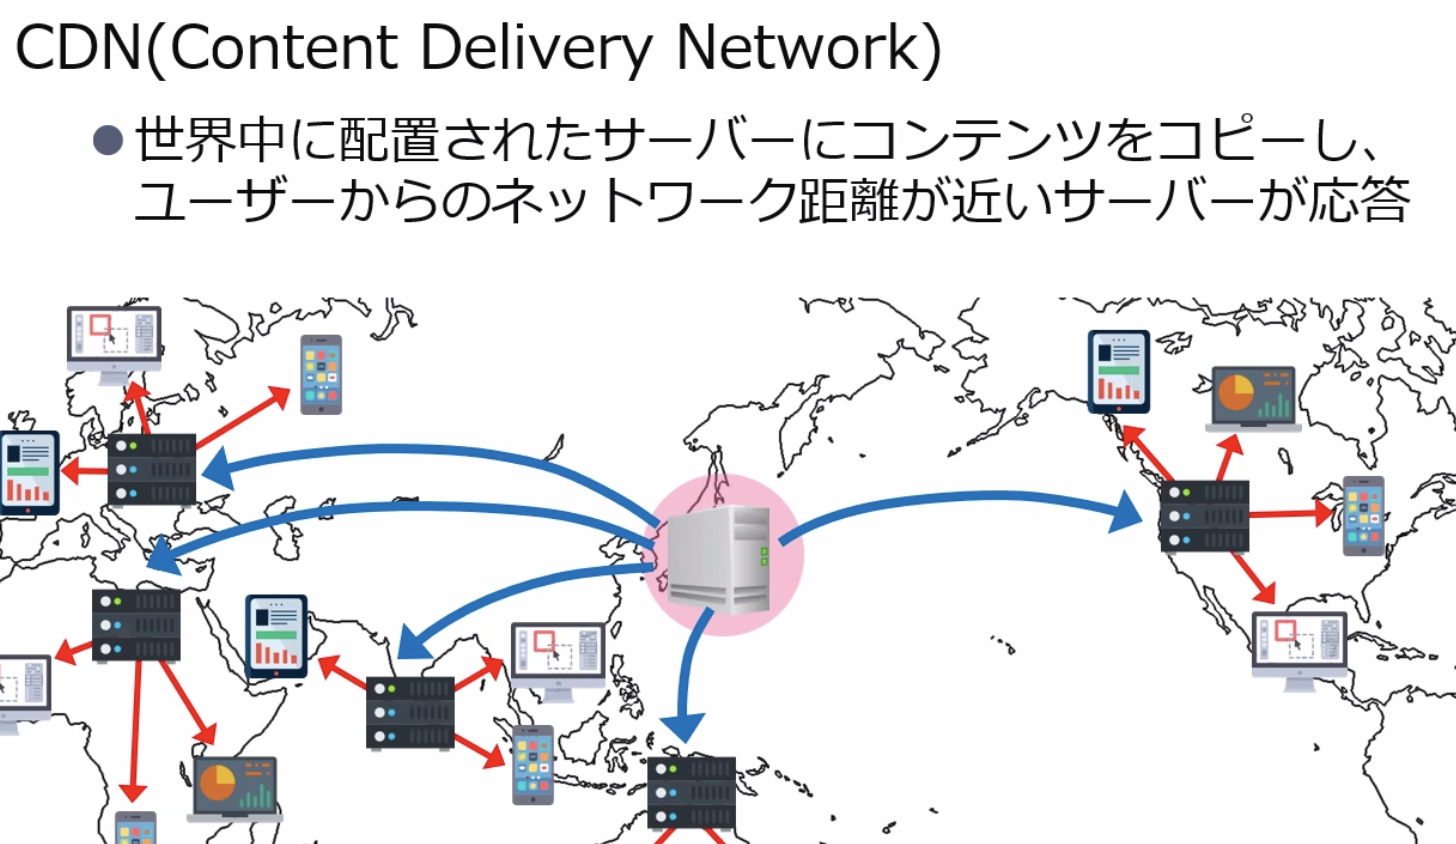 CDN(Content Delivery Network)
世界中に配置されたサーバーにコンテンツをコピーし、
ユーザーからのネットワーク距離が近いサーバーが応答